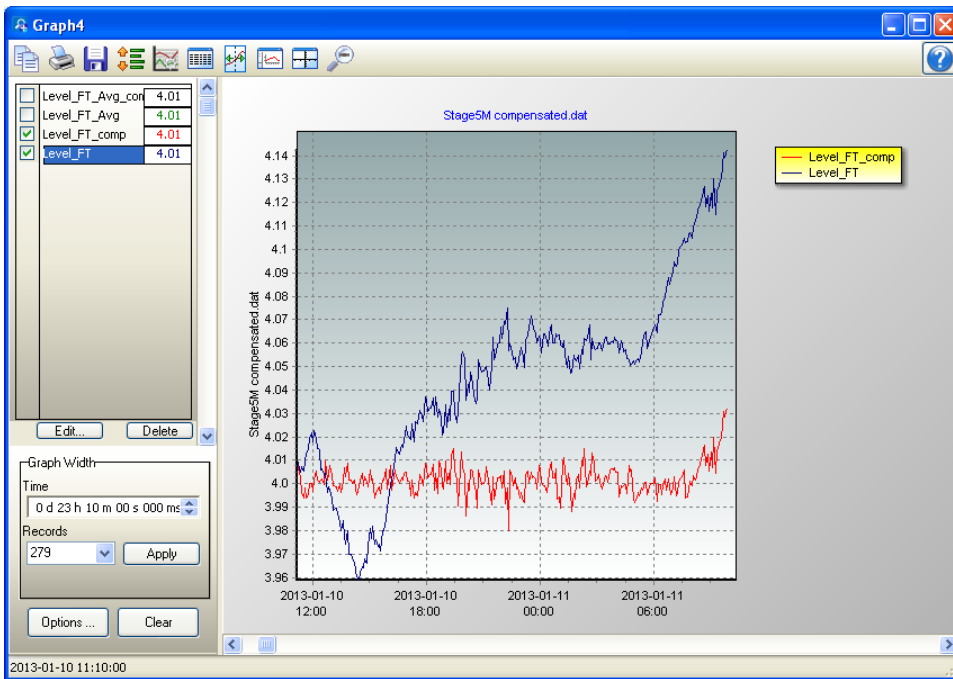 Graph4
Level_FT_Avg_con 4.01
Level_FT_Avg 4.01
Level_FT_comp 4.01
Level_FT 4.01
Edit... Delete
Graph Width
Time
0 d 23 h 10 m 00 s 000 ms
Records
279 Apply
Options ... Clear
Stage5M compensated.dat
Stage5M compensated.dat
4.14
4.13
4.12
4.11
4.1
4.09
4.08
4.07
4.06
4.05
4.04
4.03
4.02
4.01
4.0
3.99
3.98
3.97
3.96
2013-01-10 2013-01-10 2013-01-11 2013-01-11
12:00 18:00 00:00 06:00
Level_FT_comp
Level_FT
2013-01-10 11:10:00